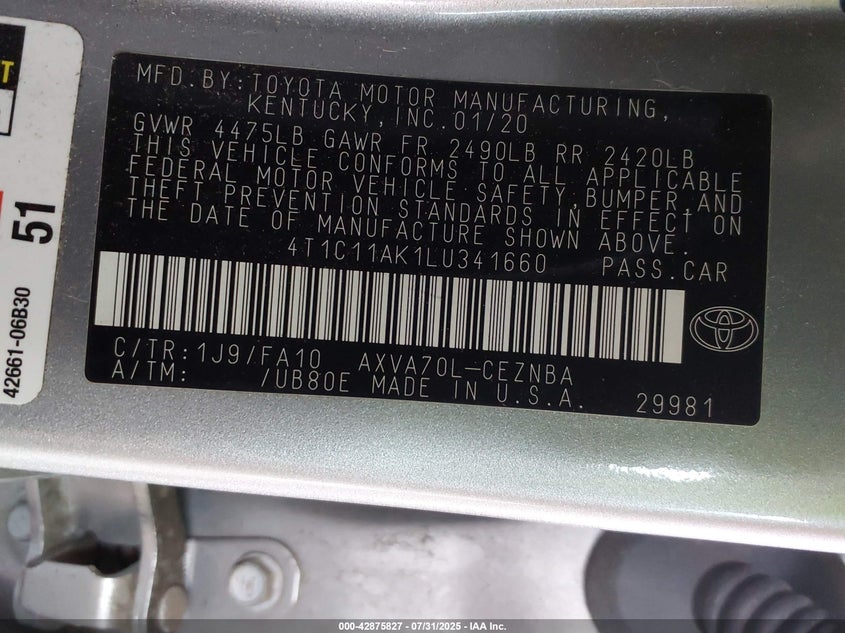 MFD.BY:TOYOTA MOTOR MANUFACTURING,
KENTUCKY,INC.01/20
GVWR 4475LB GAWR FR 2490LB RR 2420LB
THIS VEHICLE CONFORMS TO ALL APPLICABLE
FEDERAL MOTOR VEHICLE SAFETY,BUMPER,AND
THEFT PREVENTION STANDARDS IN EFFECT ON
THE DATE OF MANUFACTURE SHOWN ABOVE.
4T1C11AK1LU341660 PASS.CAR
C/TR:1J9/FA10 AXVA70L-CEZNBA
A/TM: /UB80E MADE IN U.S.A. 29981
51
42661-06B30
000-42875827 - 07/31/2025 - IAA Inc.